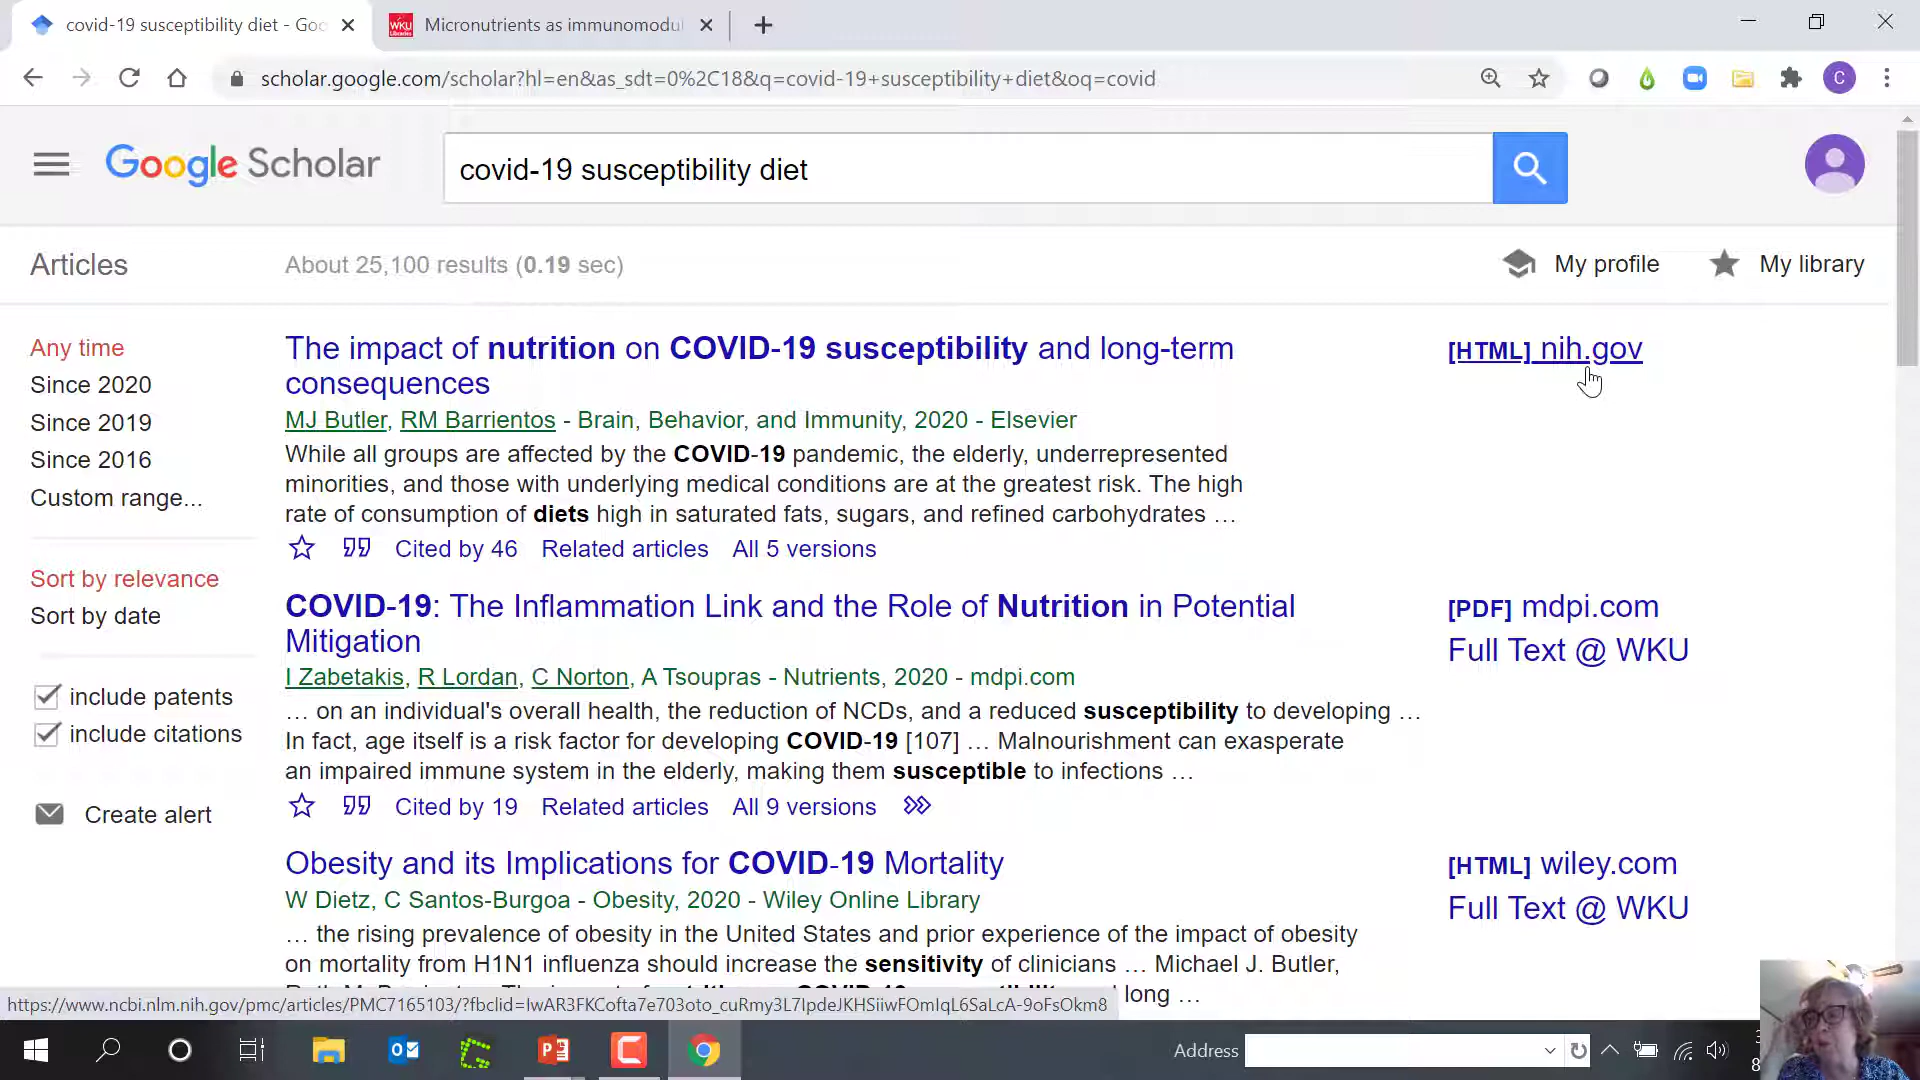 covid-19 susceptibility diet - Goo
WKU Libraries
Micronutrients as immunomodul
scholar.google.com/scholar?hl=en&as_sdt=0%2C18&q=covid-19+susceptibility+diet&oq=covid
C
Google Scholar
covid-19 susceptibility diet
Articles
About 25,100 results (0.19 sec)
My profile
My library
Any time
Since 2020
Since 2019
Since 2016
Custom range...
Sort by relevance
Sort by date
include patents
include citations
Create alert
The impact of nutrition on COVID-19 susceptibility and long-term
consequences
[HTML] nih.gov
MJ Butler, RM Barrientos - Brain, Behavior, and Immunity, 2020 - Elsevier
While all groups are affected by the COVID-19 pandemic, the elderly, underrepresented
minorities, and those with underlying medical conditions are at the greatest risk. The high
rate of consumption of diets high in saturated fats, sugars, and refined carbohydrates …
Cited by 46 Related articles All 5 versions
COVID-19: The Inflammation Link and the Role of Nutrition in Potential
Mitigation
[PDF] mdpi.com
Full Text @ WKU
I Zabetakis, R Lordan, C Norton, A Tsoupras - Nutrients, 2020 - mdpi.com
… on an individual's overall health, the reduction of NCDs, and a reduced susceptibility to developing …
In fact, age itself is a risk factor for developing COVID-19 [107] … Malnourishment can exasperate
an impaired immune system in the elderly, making them susceptible to infections …
Cited by 19 Related articles All 9 versions
Obesity and its Implications for COVID-19 Mortality
[HTML] wiley.com
Full Text @ WKU
W Dietz, C Santos-Burgoa - Obesity, 2020 - Wiley Online Library
… the rising prevalence of obesity in the United States and prior experience of the impact of obesity
on mortality from H1N1 influenza should increase the sensitivity of clinicians … Michael J. Butler,
long …
https://www.ncbi.nlm.nih.gov/pmc/articles/PMC7165103/?fbclid=IwAR3FKCofta7e703oto_cuRmy3L7IpdeJKHSiiwFOmIqL6SaLcA-9oFsOkm8
Address